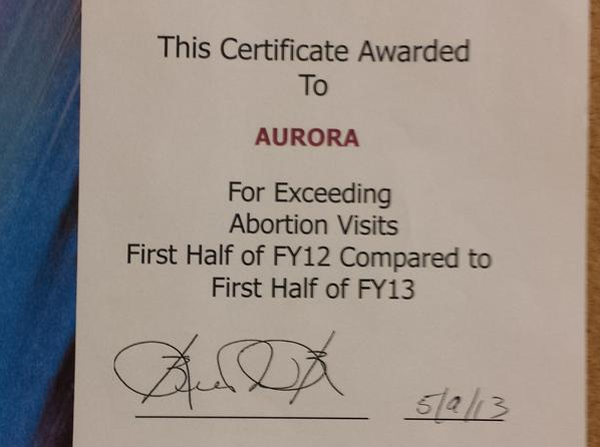 This Certificate Awarded
To
AURORA
For Exceeding
Abortion Visits
First Half of FY12 Compared to
First Half of FY13
5/9/13